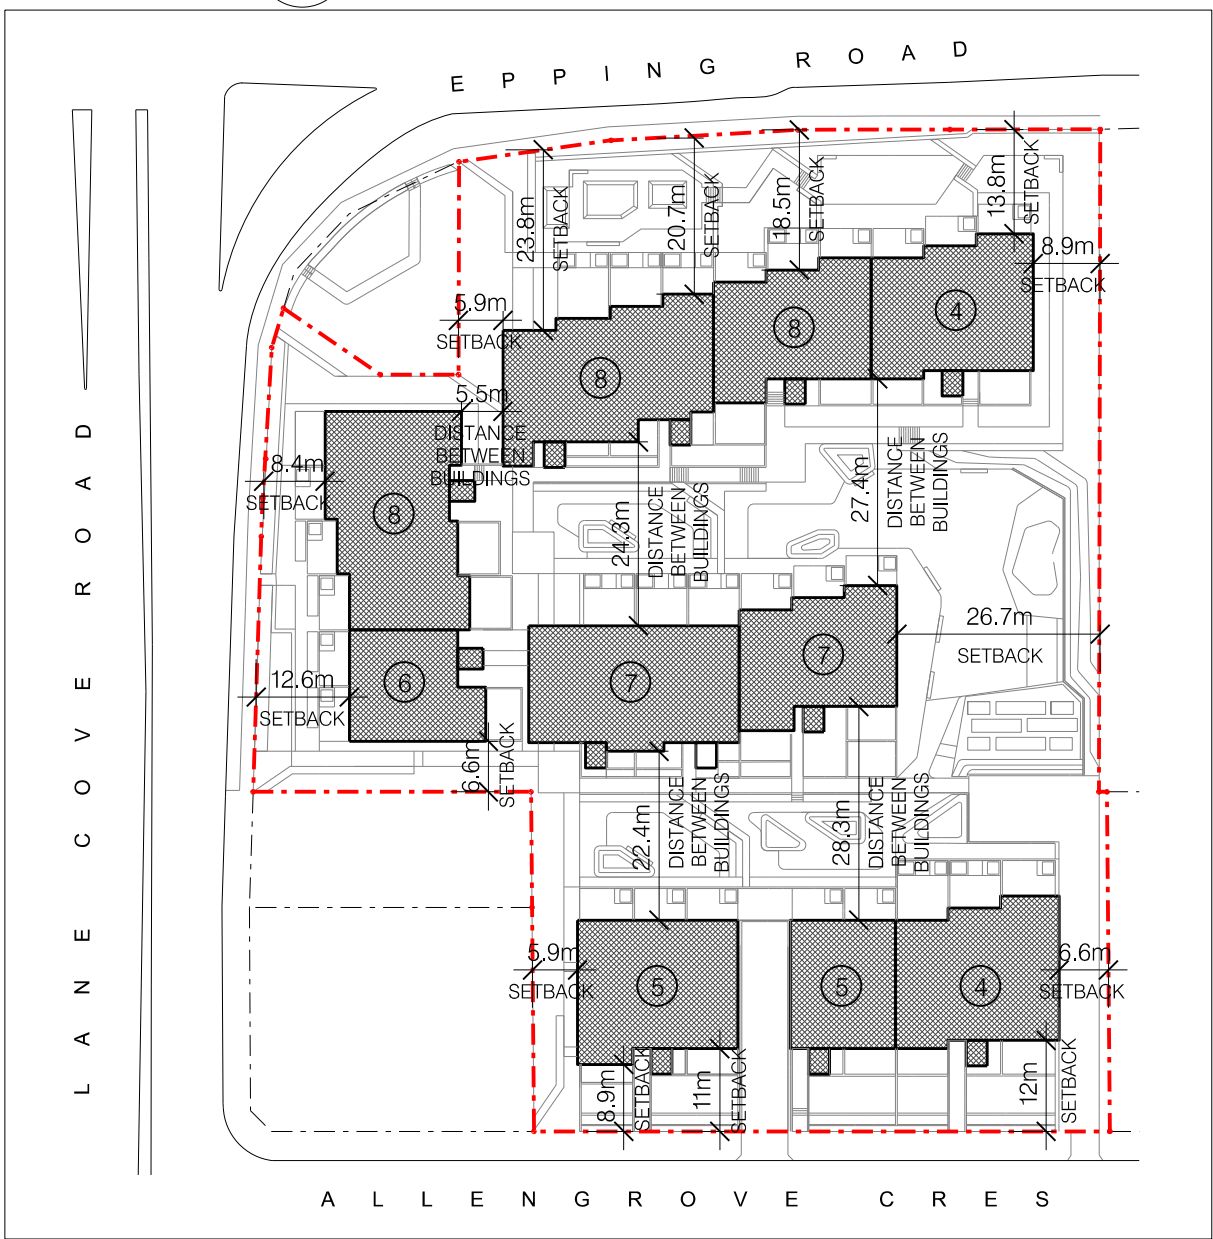 EPPING ROAD
13.8m
SETBACK
23.8m
SETBACK
20.7m
SETBACK
18.5m
SETBACK
8.9m
SETBACK
5.9m
SETBACK
4
8
8
5.5m
DISTANCE
BETWEEN
BUILDINGS
8.4m
SETBACK
8
27.4m
DISTANCE
BETWEEN
BUILDINGS
24.3m
DISTANCE
BETWEEN
BUILDINGS
26.7m
SETBACK
12.6m
SETBACK
6
7
7
6.6m
SETBACK
22.4m
DISTANCE
BETWEEN
BUILDINGS
28.3m
DISTANCE
BETWEEN
BUILDINGS
5.9m
SETBACK
5
5
4
6.6m
SETBACK
8.9m
SETBACK
11m
SETBACK
12m
SETBACK
LANE COVE ROAD
ALLENGROVE CRES